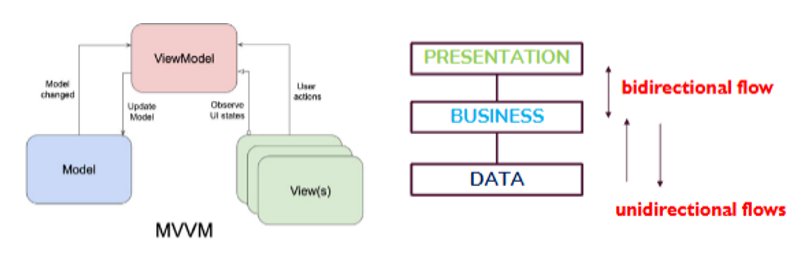 ViewModel
Model
changed
Update
Model
Observe
UI states
User
actions
Model
View(s)
MVVM
PRESENTATION
BUSINESS
DATA
bidirectional flow
unidirectional flows